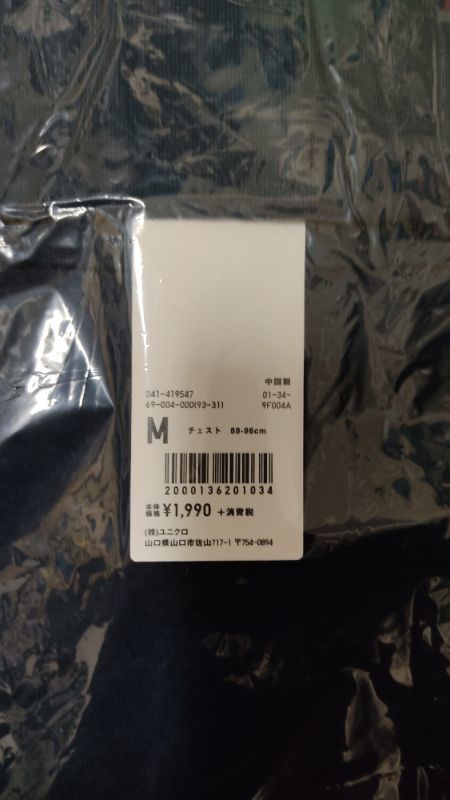 中国製
341-419547 01-34-
69-004-000(93-31) 9F004A
M チェスト 88-96cm
2000136201034
本体価格 ¥1,990 +消費税
(株)ユニクロ
山口県山口市佐山717-1 〒754-0894